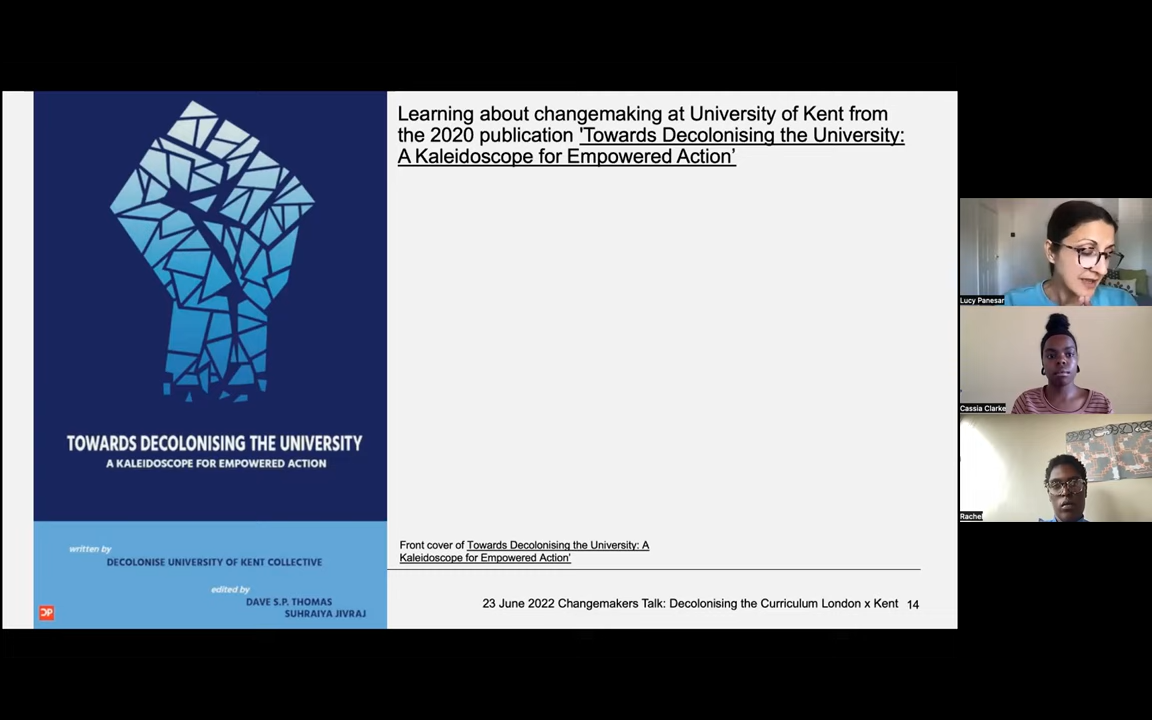 Learning about changemaking at University of Kent from
the 2020 publication 'Towards Decolonising the University:
A Kaleidoscope for Empowered Action’
TOWARDS DECOLONISING THE UNIVERSITY
A KALEIDOSCOPE FOR EMPOWERED ACTION
written by
DECOLONISE UNIVERSITY OF KENT COLLECTIVE
edited by
DAVE S.P. THOMAS
SUHRAIYA JIVRAJ
CP
Front cover of Towards Decolonising the University: A
Kaleidoscope for Empowered Action’
23 June 2022 Changemakers Talk: Decolonising the Curriculum London x Kent 14
Lucy Panesar
Cassia Clarke
Rachel